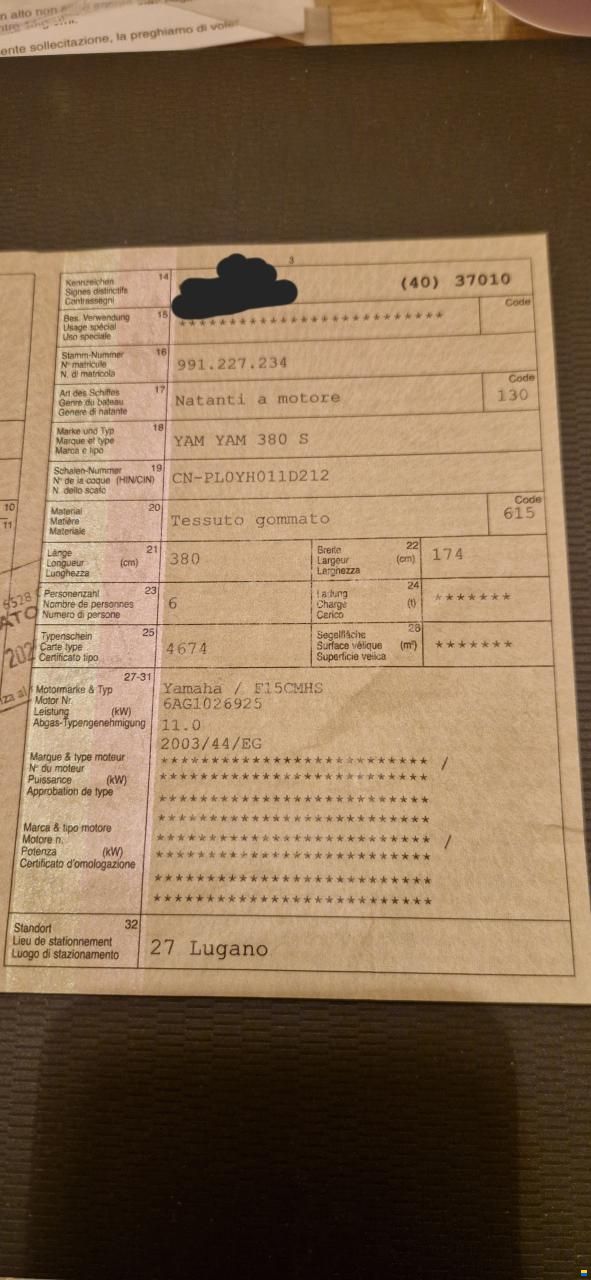 n alto non
ente sollecitazione, la preghiamo di voler
3
Kennzeichen 14
Signes distinctifs
Contrassegni
(40) 37010
Bes. Verwendung 15
Usage spécial
Uso speciale
**************************
Code
Stamm-Nummer 16
N° matricule
N. di matricola
991.227.234
Art des Schiffes 17
Genre du bateau
Genere di natante
Natanti a motore
Code
130
Marke und Typ 18
Marque et type
Marca e tipo
YAM YAM 380 S
Schalen-Nummer 19
N° de la coque (HIN/CIN)
N. dello scafo
CN-PL0YH011D212
Material 20
Matière
Materiale
Tessuto gommato
Code
615
10
11
Länge 21
Longueur (cm)
Lunghezza
380
Breite 22
Largeur (cm)
Larghezza
174
Personenzahl 23
Nombre de personnes
Numero di persone
6
Ladung 24
Charge (t)
Carico
*******
6528
ATO
202
za al
Typenschein 25
Carte type
Certificato tipo
4674
Segelfläche 26
Surface vélique (m²)
Superficie velica
*******
27-31
Motormarke & Typ
Motor Nr.
Leistung (kW)
Abgas-Typengenehmigung
Yamaha / F15CMHS
6AG1026925
11.0
2003/44/EG
Marque & type moteur
N° du moteur
Puissance (kW)
Approbation de type
*************************** /
***************************
***************************
***************************
Marca & tipo motore
Motore n.
Potenza (kW)
Certificato d'omologazione
*************************** /
***************************
***************************
***************************
Standort 32
Lieu de stationnement
Luogo di stazionamento
27 Lugano